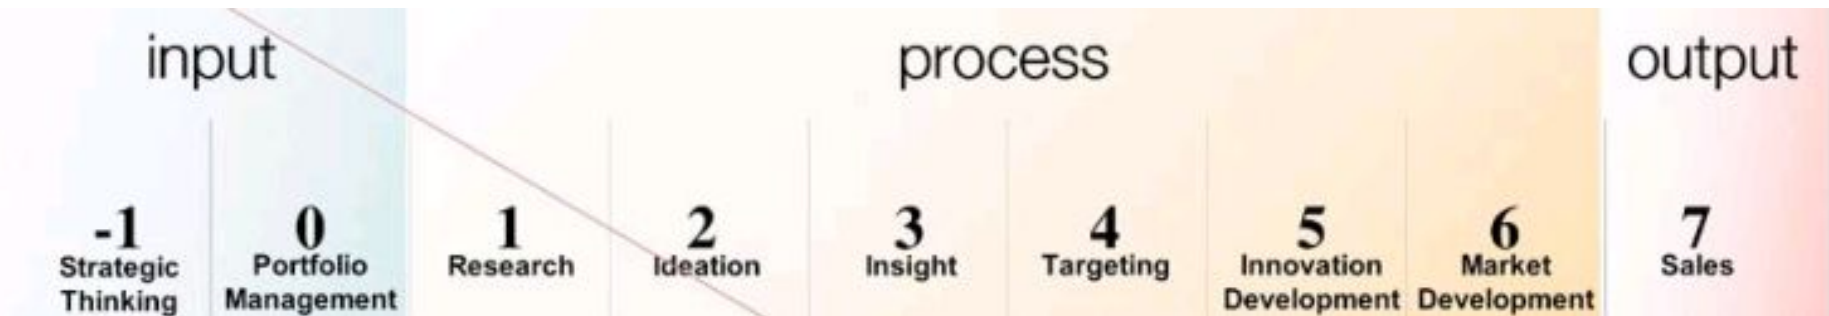 input process output
-1 0 1 2 3 4 5 6 7
Strategic Portfolio Research Ideation Insight Targeting Innovation Market Sales
Thinking Management Development Development